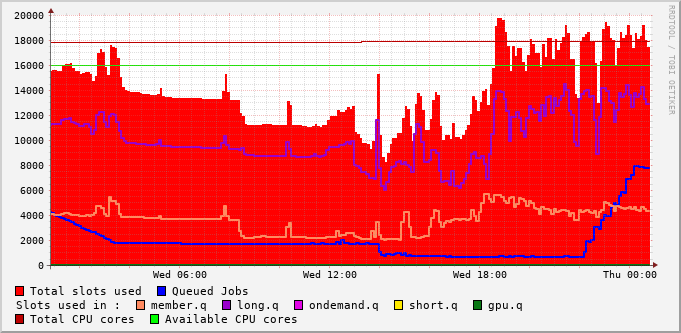 RRDTOOL / TOBI OETIKER
20000
18000
16000
14000
12000
10000
8000
6000
4000
2000
0
Wed 06:00 Wed 12:00 Wed 18:00 Thu 00:00
Total slots used Queued Jobs
Slots used in : member.q long.q ondemand.q short.q gpu.q
Total CPU cores Available CPU cores